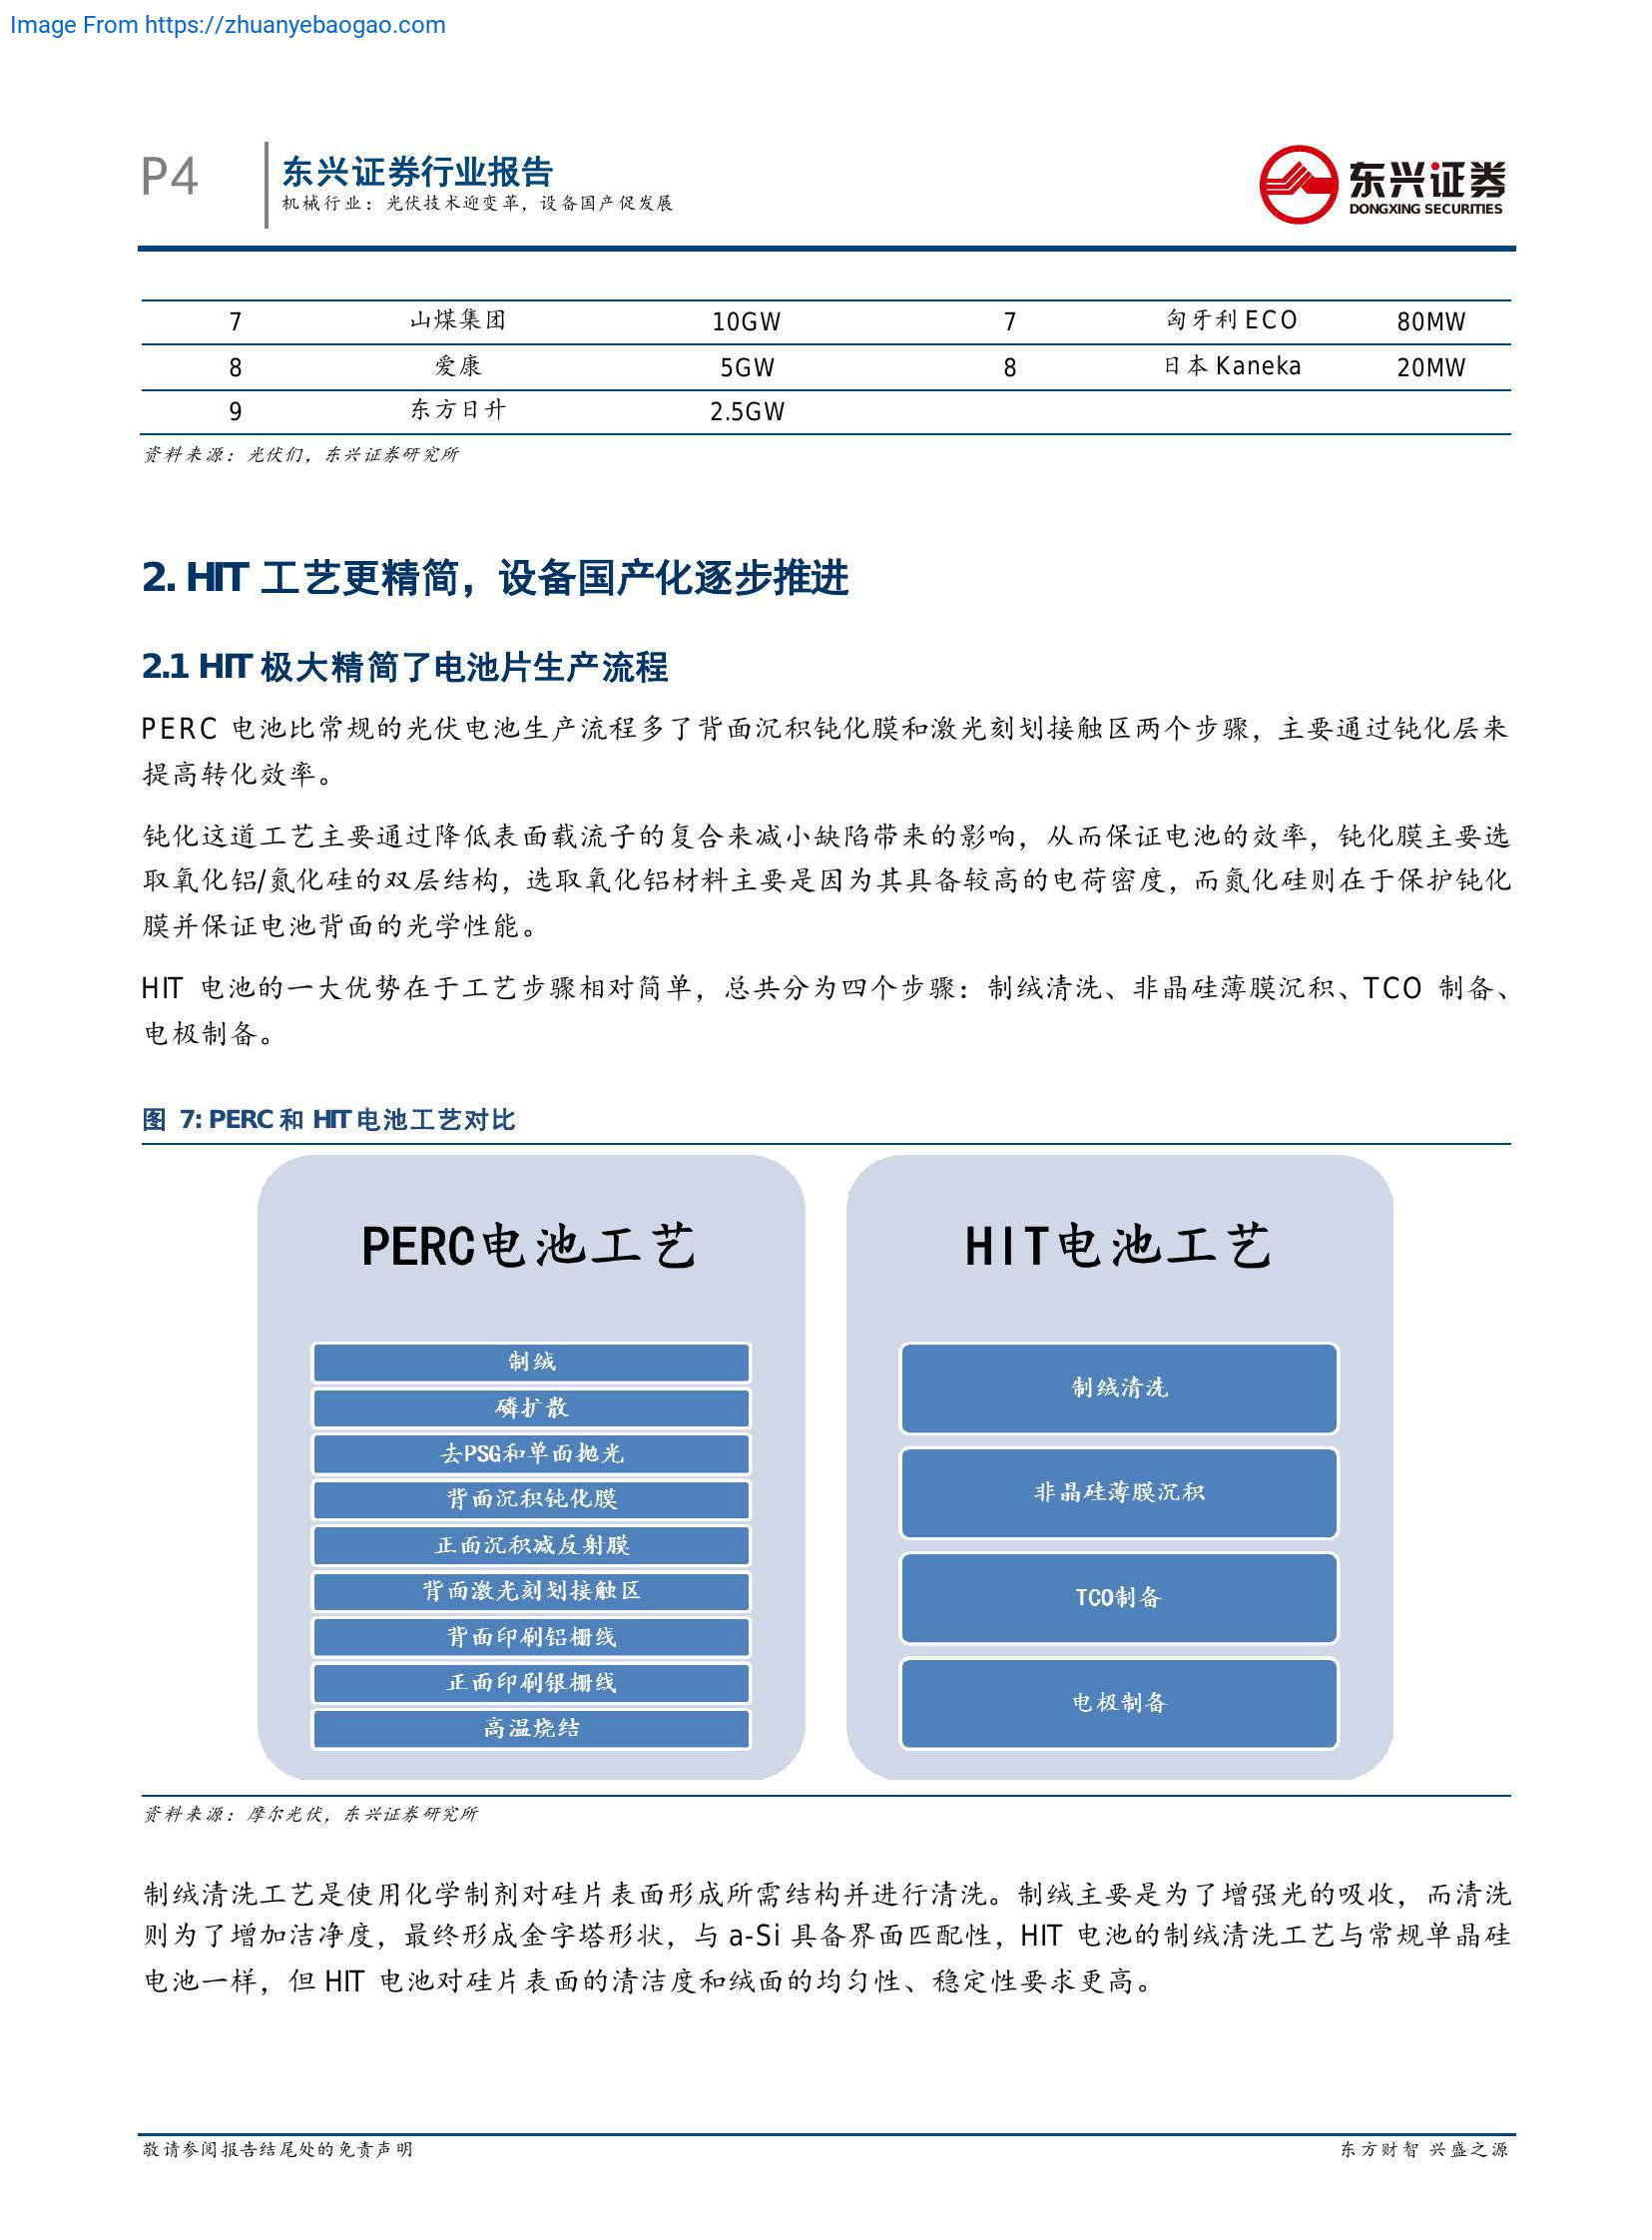 Image From https://zhuanyebaogao.com
P4
东兴证券行业报告
机械行业：光伏技术迎变革，设备国产促发展
东兴证券
DONGXING SECURITIES
7 山煤集团 10GW 7 匈牙利 ECO 80MW
8 爱康 5GW 8 日本 Kaneka 20MW
9 东方日升 2.5GW
资料来源：光伏们，东兴证券研究所
2. HIT 工艺更精简，设备国产化逐步推进
2.1 HIT 极大精简了电池片生产流程
PERC 电池比常规的光伏电池生产流程多了背面沉积钝化膜和激光刻划接触区两个步骤，主要通过钝化层来
提高转化效率。
钝化这道工艺主要通过降低表面载流子的复合来减小缺陷带来的影响，从而保证电池的效率，钝化膜主要选
取氧化铝/氮化硅的双层结构，选取氧化铝材料主要是因为其具备较高的电荷密度，而氮化硅则在于保护钝化
膜并保证电池背面的光学性能。
HIT 电池的一大优势在于工艺步骤相对简单，总共分为四个步骤：制绒清洗、非晶硅薄膜沉积、TCO 制备、
电极制备。
图 7: PERC 和 HIT 电池工艺对比
PERC电池工艺
制绒
磷扩散
去PSG和单面抛光
背面沉积钝化膜
正面沉积减反射膜
背面激光刻划接触区
背面印刷铝栅线
正面印刷银栅线
高温烧结
HIT电池工艺
制绒清洗
非晶硅薄膜沉积
TCO制备
电极制备
资料来源：摩尔光伏，东兴证券研究所
制绒清洗工艺是使用化学制剂对硅片表面形成所需结构并进行清洗。制绒主要是为了增强光的吸收，而清洗
则为了增加洁净度，最终形成金字塔形状，与 a-Si 具备界面匹配性，HIT 电池的制绒清洗工艺与常规单晶硅
电池一样，但 HIT 电池对硅片表面的清洁度和绒面的均匀性、稳定性要求更高。
敬请参阅报告结尾处的免责声明
东方财智 兴盛之源